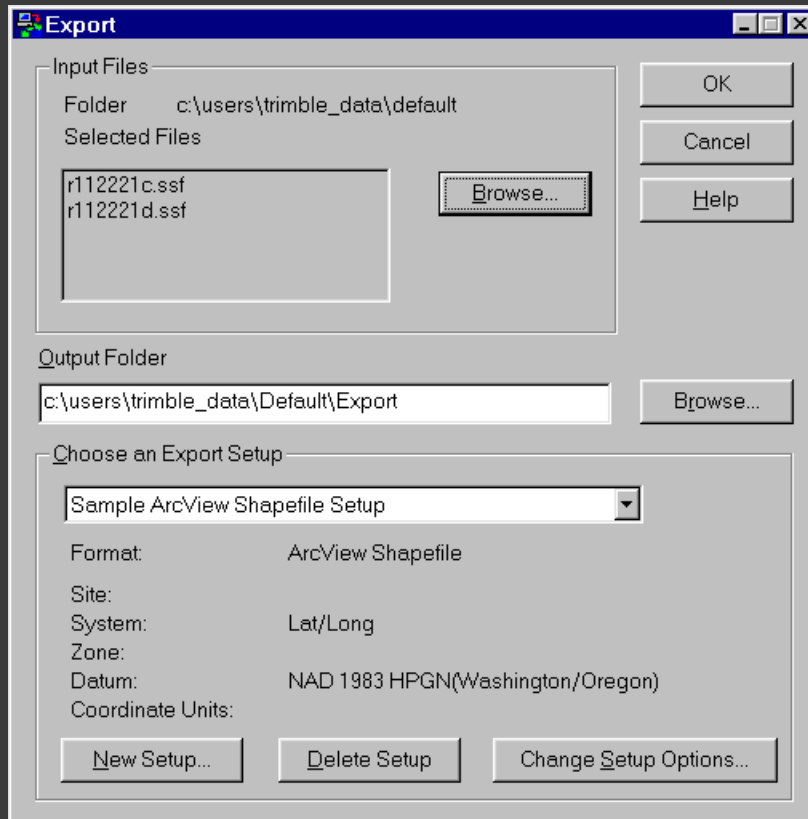 Export
Input Files
OK
Folder c:\users\trimble_data\default
Selected Files
Cancel
r112221c.ssf
r112221d.ssf
Browse...
Help
Output Folder
c:\users\trimble_data\Default\Export
Browse...
Choose an Export Setup
Sample ArcView Shapefile Setup
Format: ArcView Shapefile
Site:
System: Lat/Long
Zone:
Datum: NAD 1983 HPGN(Washington/Oregon)
Coordinate Units:
New Setup... Delete Setup Change Setup Options...